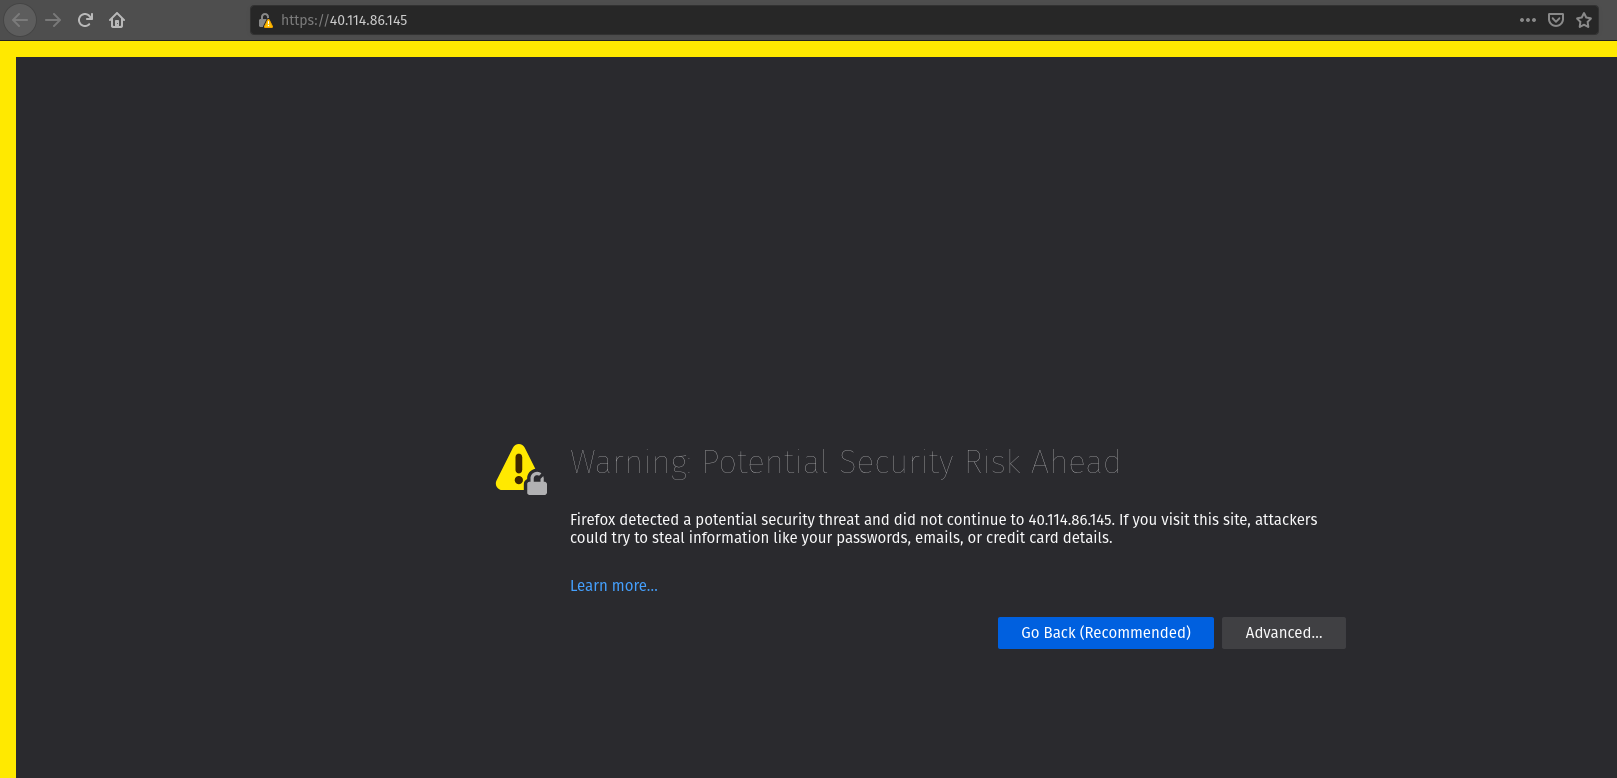 https://40.114.86.145
Warning: Potential Security Risk Ahead
Firefox detected a potential security threat and did not continue to 40.114.86.145. If you visit this site, attackers
could try to steal information like your passwords, emails, or credit card details.
Learn more...
Go Back (Recommended)
Advanced...